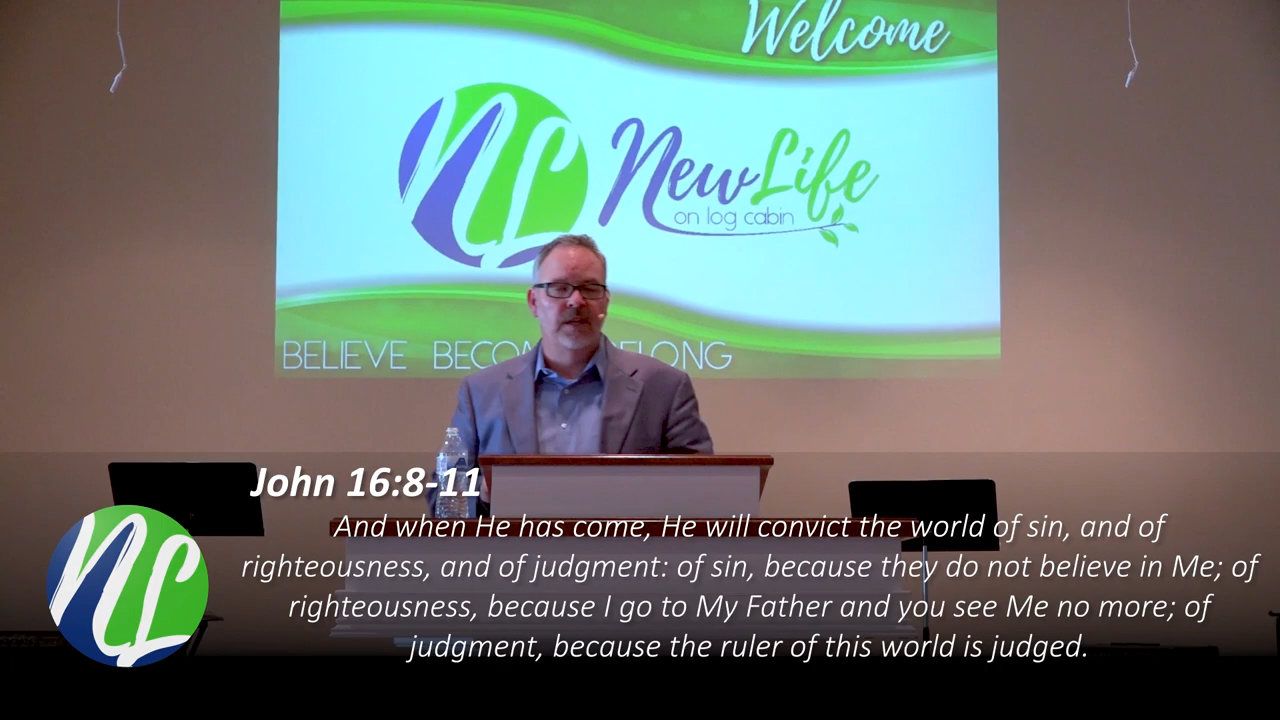 Welcome
NL
NewLife
on log cabin
BELIEVE BECOM ELONG
John 16:8-11
And when He has come, He will convict the world of sin, and of
righteousness, and of judgment: of sin, because they do not believe in Me; of
righteousness, because I go to My Father and you see Me no more; of
judgment, because the ruler of this world is judged.
NL